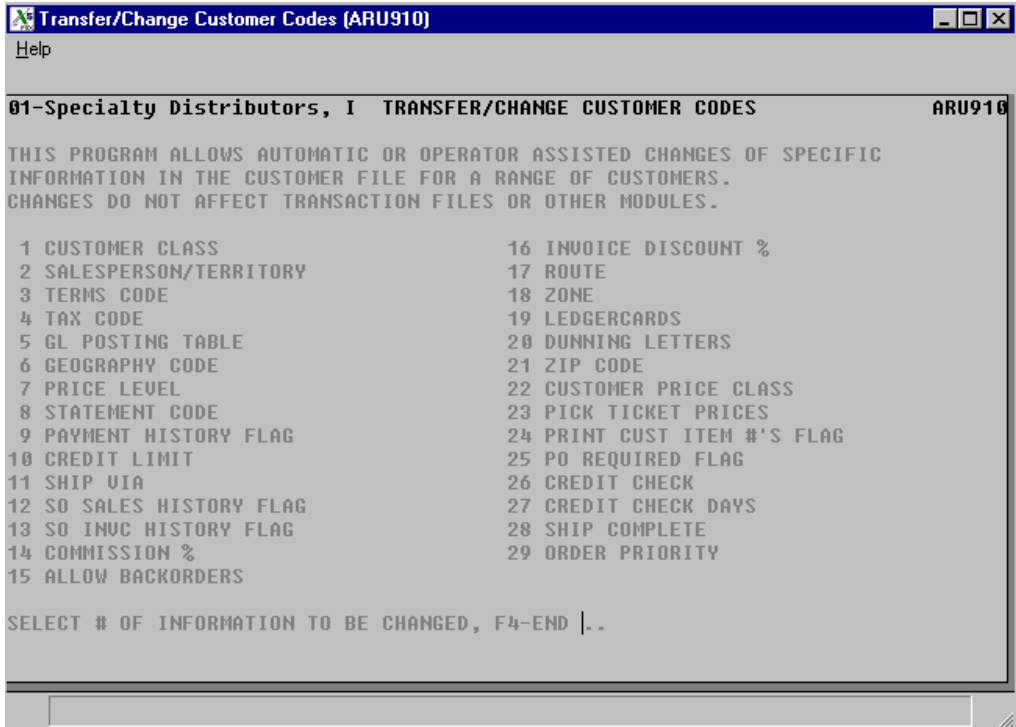 Transfer/Change Customer Codes (ARU910)
Help
01-Specialty Distributors, I TRANSFER/CHANGE CUSTOMER CODES ARU910
THIS PROGRAM ALLOWS AUTOMATIC OR OPERATOR ASSISTED CHANGES OF SPECIFIC
INFORMATION IN THE CUSTOMER FILE FOR A RANGE OF CUSTOMERS.
CHANGES DO NOT AFFECT TRANSACTION FILES OR OTHER MODULES.
1 CUSTOMER CLASS 16 INVOICE DISCOUNT %
2 SALESPERSON/TERRITORY 17 ROUTE
3 TERMS CODE 18 ZONE
4 TAX CODE 19 LEDGERCARDS
5 GL POSTING TABLE 20 DUNNING LETTERS
6 GEOGRAPHY CODE 21 ZIP CODE
7 PRICE LEVEL 22 CUSTOMER PRICE CLASS
8 STATEMENT CODE 23 PICK TICKET PRICES
9 PAYMENT HISTORY FLAG 24 PRINT CUST ITEM #'S FLAG
10 CREDIT LIMIT 25 PO REQUIRED FLAG
11 SHIP VIA 26 CREDIT CHECK
12 SO SALES HISTORY FLAG 27 CREDIT CHECK DAYS
13 SO INVC HISTORY FLAG 28 SHIP COMPLETE
14 COMMISSION % 29 ORDER PRIORITY
15 ALLOW BACKORDERS
SELECT # OF INFORMATION TO BE CHANGED, F4-END ..